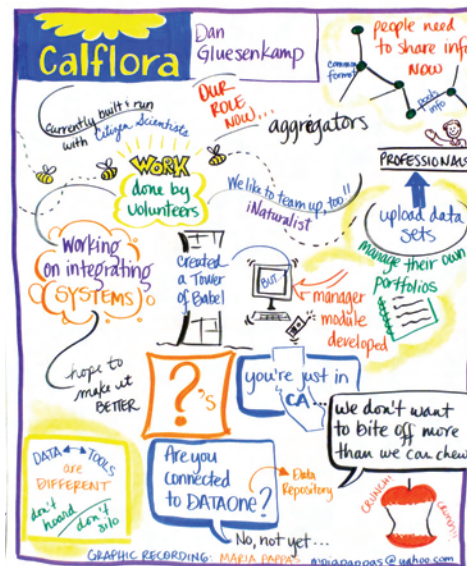 Calflora
Dan
Gluesenkamp
people need
to share info
NOW
common
format
push
info
currently built & run
with Citizen Scientists
OUR
ROLE
NOW...
aggregators
PROFESSIONALS
WORK
done by
volunteers
We like to team up, too!!
iNaturalist
upload data
sets
manage their own
portfolios
Working
on integrating
SYSTEMS
created
a Tower
of Babel
BUT...
manager
module
developed
hope to
make it
BETTER
?'s
you're just in
CA...
we don't want
to bite off more
than we can chew
CRUNCH!
CRUNCH!
DATA TOOLS
are
DIFFERENT
don't
hoard
don't
silo
Are you
connected
to DATAOne?
Data
Repository
No, not yet...
GRAPHIC RECORDING: MARIA PAPPAS